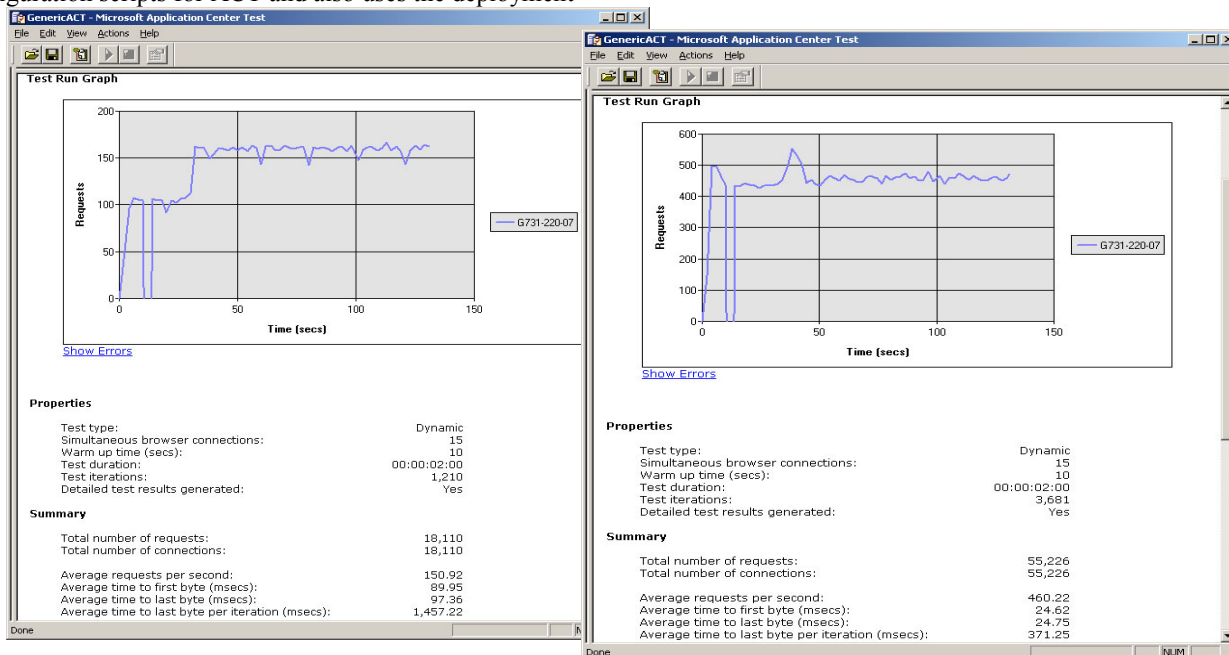 guration scripts for ACT and also uses the deployment
GenericACT - Microsoft Application Center Test
File Edit View Actions Help
Test Run Graph
200
150
100
50
0
Requests
0 50 100 150
Time (secs)
G731-220-07
Show Errors
Properties
Test type: Dynamic
Simultaneous browser connections: 15
Warm up time (secs): 10
Test duration: 00:00:02:00
Test iterations: 1,210
Detailed test results generated: Yes
Summary
Total number of requests: 18,110
Total number of connections: 18,110
Average requests per second: 150.92
Average time to first byte (msecs): 89.95
Average time to last byte (msecs): 97.36
Average time to last byte per iteration (msecs): 1,457.22
Done
GenericACT - Microsoft Application Center Test
File Edit View Actions Help
Test Run Graph
600
500
400
300
200
100
0
Requests
0 50 100 150
Time (secs)
G731-220-07
Show Errors
Properties
Test type: Dynamic
Simultaneous browser connections: 15
Warm up time (secs): 10
Test duration: 00:00:02:00
Test iterations: 3,681
Detailed test results generated: Yes
Summary
Total number of requests: 55,226
Total number of connections: 55,226
Average requests per second: 460.22
Average time to first byte (msecs): 24.62
Average time to last byte (msecs): 24.75
Average time to last byte per iteration (msecs): 371.25
Done
NUM